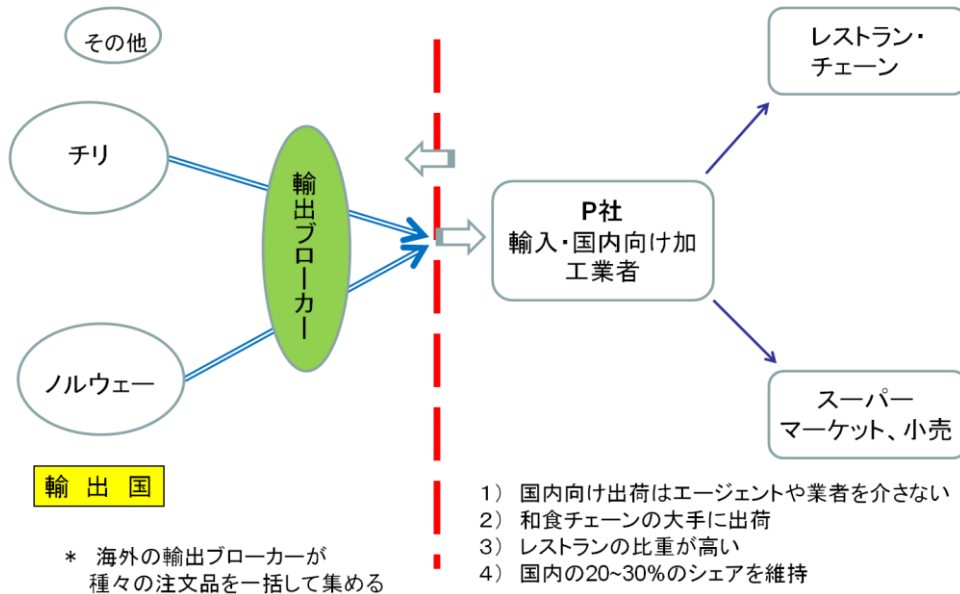 その他
チリ
ノルウェー
輸出ブローカー
輸 出 国
* 海外の輸出ブローカーが
種々の注文品を一括して集める
P社
輸入・国内向け加
工業者
レストラン・
チェーン
スーパー
マーケット、小売
1) 国内向け出荷はエージェントや業者を介さない
2) 和食チェーンの大手に出荷
3) レストランの比重が高い
4) 国内の20~30%のシェアを維持